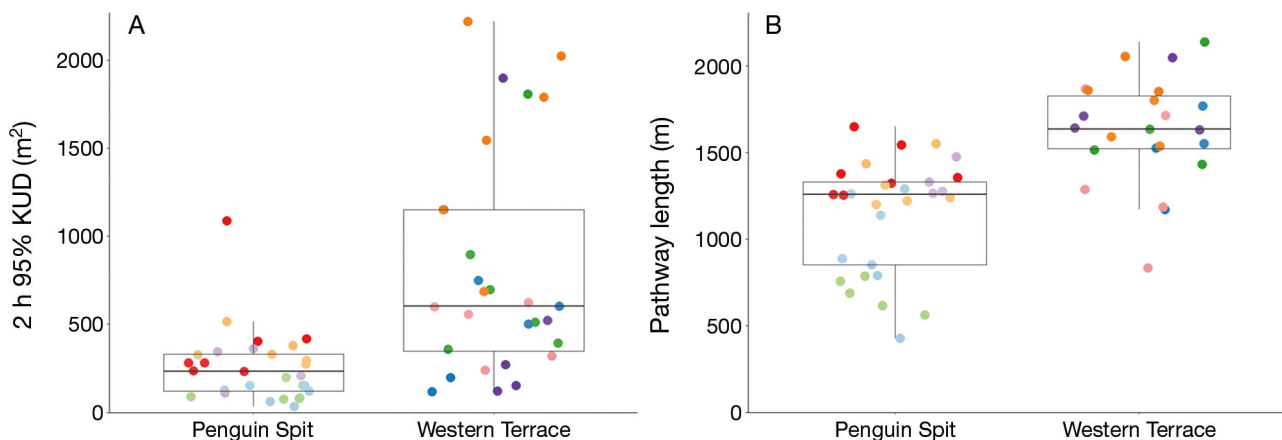 A
2 h 95% KUD (m²)
2000
1500
1000
500
0
Penguin Spit
Western Terrace
B
Pathway length (m)
2000
1500
1000
500
0
Penguin Spit
Western Terrace